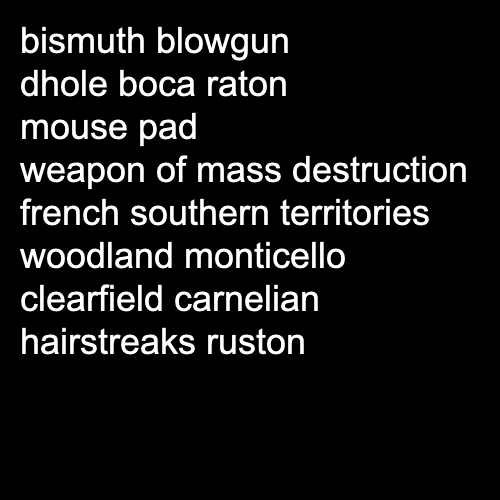 bismuth blowgun
dhole boca raton
mouse pad
weapon of mass destruction
french southern territories
woodland monticello
clearfield carnelian
hairstreaks ruston